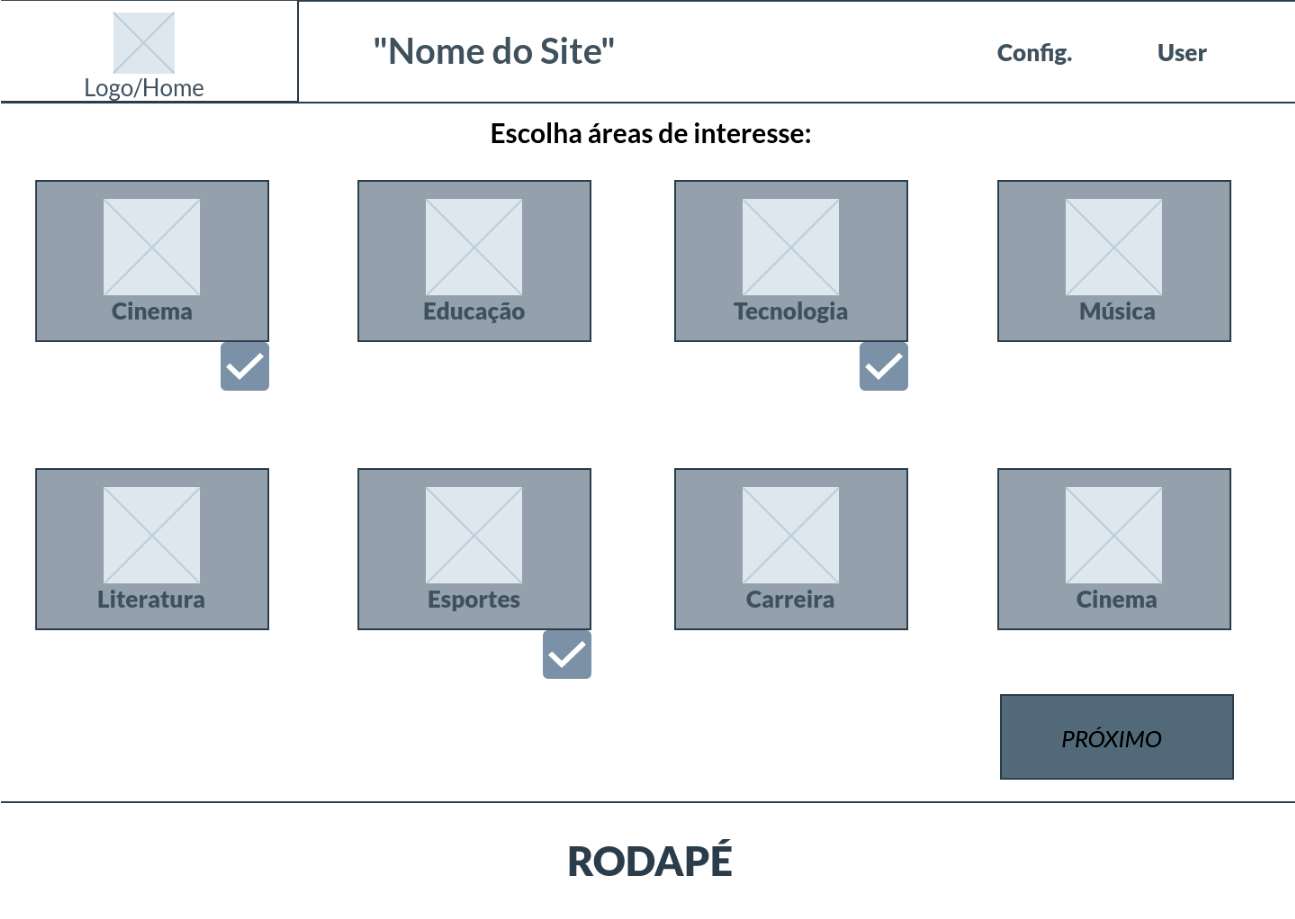 Logo/Home
"Nome do Site"
Config.
User
Escolha áreas de interesse:
Cinema
Educação
Tecnologia
Música
Literatura
Esportes
Carreira
Cinema
PRÓXIMO
RODAPÉ